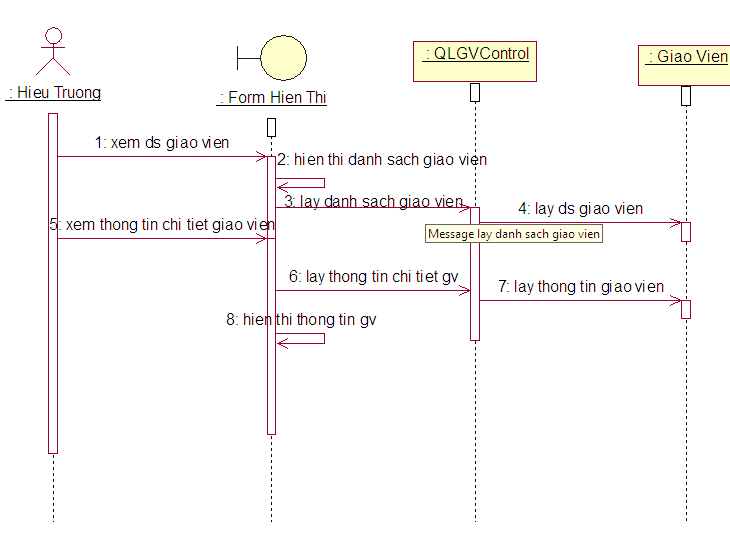 : QLGVControl
: Giao Vien
: Hieu Truong
: Form Hien Thi
1: xem ds giao vien
2: hien thi danh sach giao vien
3: lay danh sach giao vien
4: lay ds giao vien
5: xem thong tin chi tiet giao vien
Message lay danh sach giao vien
6: lay thong tin chi tiet gv
7: lay thong tin giao vien
8: hien thi thong tin gv